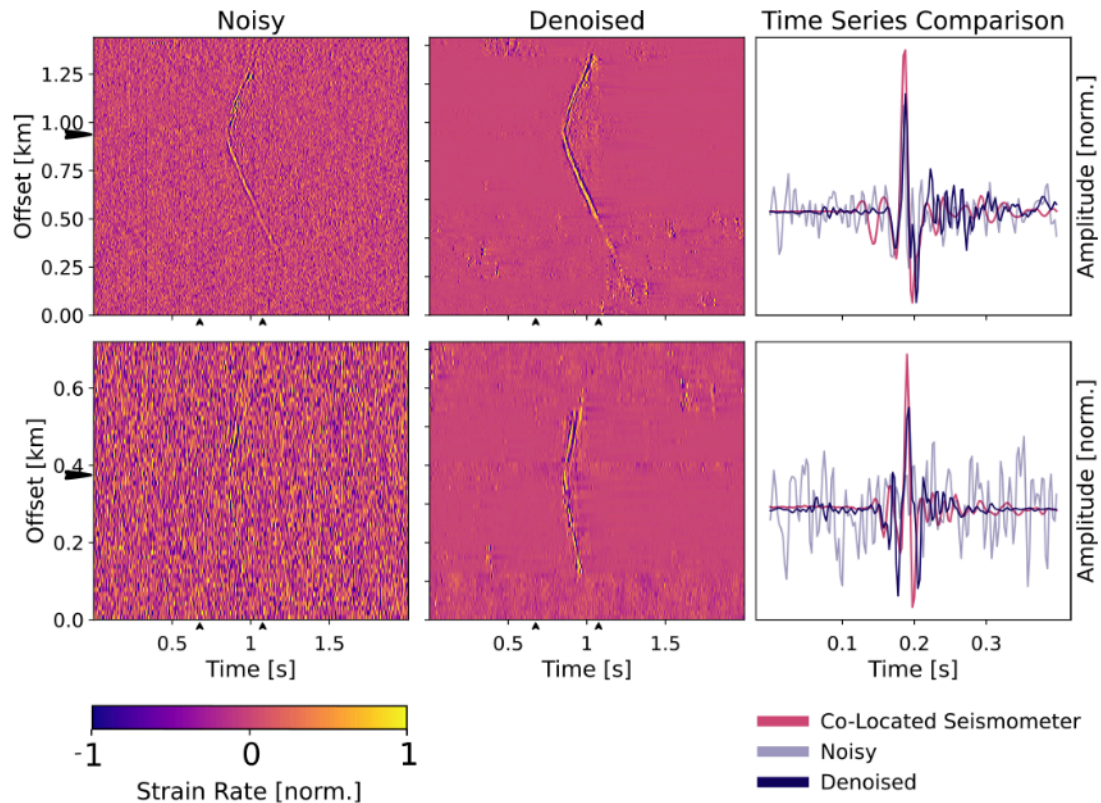 Noisy
Denoised
Time Series Comparison
Offset [km]
1.25
1.00
0.75
0.50
0.25
0.00
Amplitude [norm.]
Offset [km]
0.6
0.4
0.2
0.0
Amplitude [norm.]
0.5 1 1.5
0.5 1 1.5
0.1 0.2 0.3
Time [s]
Time [s]
Time [s]
-1 0 1
Strain Rate [norm.]
Co-Located Seismometer
Noisy
Denoised